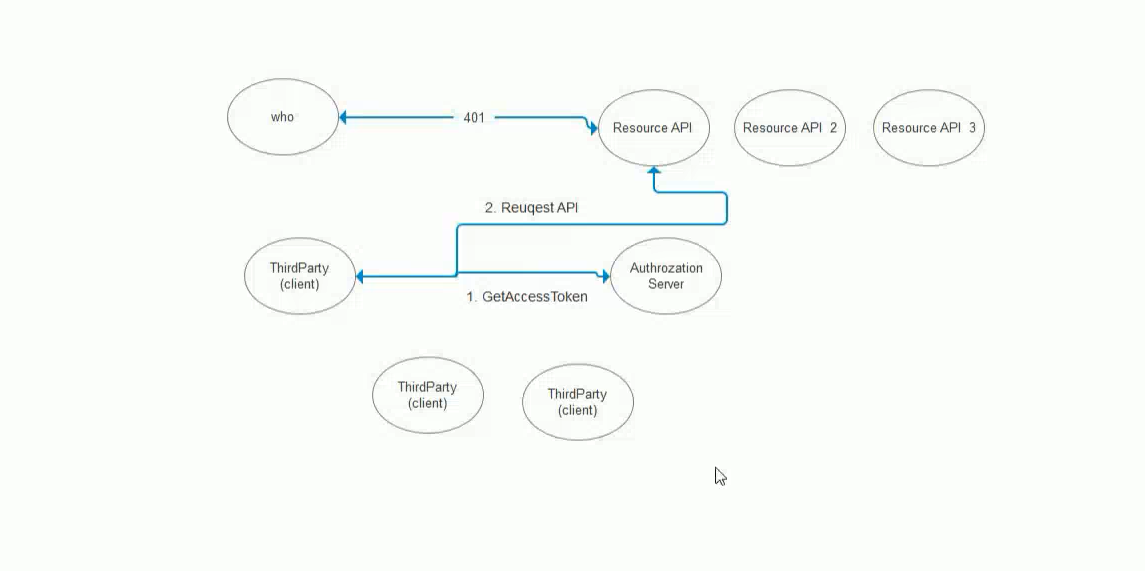 who
401
Resource API
Resource API 2
Resource API 3
2. Reuqest API
ThirdParty
(client)
Authrozation
Server
1. GetAccessToken
ThirdParty
(client)
ThirdParty
(client)